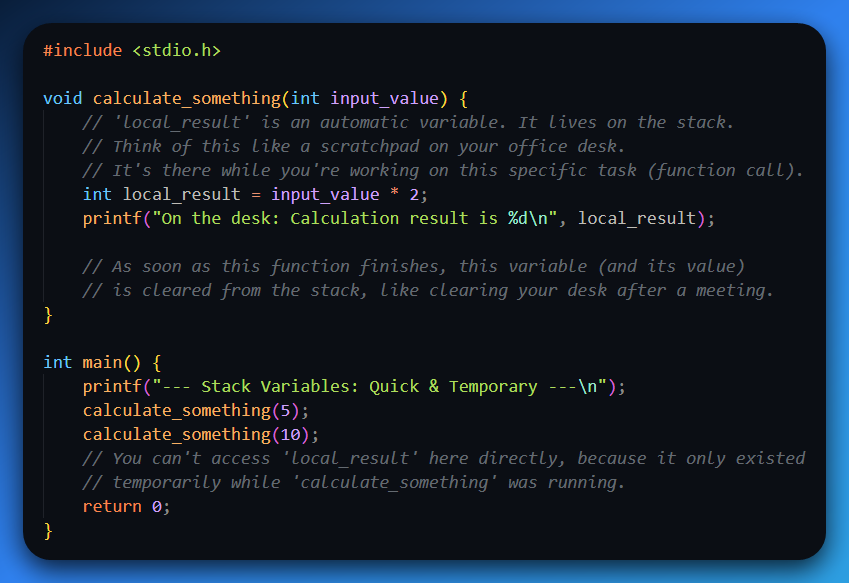 #include <stdio.h>

void calculate_something(int input_value) {
    // 'local_result' is an automatic variable. It lives on the stack.
    // Think of this like a scratchpad on your office desk.
    // It's there while you're working on this specific task (function call).
    int local_result = input_value * 2;
    printf("On the desk: Calculation result is %d\n", local_result);

    // As soon as this function finishes, this variable (and its value)
    // is cleared from the stack, like clearing your desk after a meeting.
}

int main() {
    printf("--- Stack Variables: Quick & Temporary ---\n");
    calculate_something(5);
    calculate_something(10);
    // You can't access 'local_result' here directly, because it only existed
    // temporarily while 'calculate_something' was running.
    return 0;
}